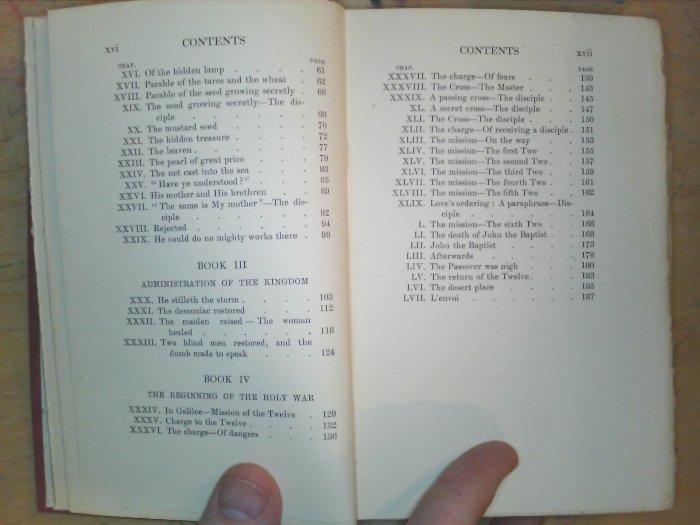 xvi CONTENTS
CHAP. PAGE
XVI. Of the hidden lamp . . . . 61
XVII. Parable of the tares and the wheat . 62
XVIII. Parable of the seed growing secretly . 66
XIX. The seed growing secretly—The dis-
ciple . . . . . . 68
XX. The mustard seed . . . . 70
XXI. The hidden treasure . . . . 72
XXII. The leaven . . . . . 77
XXIII. The pearl of great price . . . 79
XXIV. The net cast into the sea . . . 83
XXV. "Have ye understood?" . . . 85
XXVI. His mother and His brethren . . 89
XXVII. "The same is My mother"—The dis-
ciple . . . . . . 92
XXVIII. Rejected . . . . . 94
XXIX. He could do no mighty works there . 98
BOOK III
ADMINISTRATION OF THE KINGDOM
XXX. He stilleth the storm . . . . 103
XXXI. The demoniac restored . . . 112
XXXII. The maiden raised—The woman
healed . . . . . 118
XXXIII. Two blind men restored, and the
dumb made to speak . . . 124
BOOK IV
THE BEGINNING OF THE HOLY WAR
XXXIV. In Galilee—Mission of the Twelve . 129
XXXV. Charge to the Twelve . . . . 132
XXXVI. The charge—Of dangers . . . 136
CONTENTS xvii
CHAP. PAGE
XXXVII. The charge—Of fears . . . 139
XXXVIII. The Cross—The Master . . . 143
XXXIX. A passing cross—The disciple . . 145
XL. A secret cross—The disciple . . 147
XLI. The Cross—The disciple . . . 150
XLII. The charge—Of receiving a disciple . 151
XLIII. The mission—On the way . . 153
XLIV. The mission—The first Two . . 155
XLV. The mission—The second Two . . 157
XLVI. The mission—The third Two . . 159
XLVII. The mission—The fourth Two . . 161
XLVIII. The mission—The fifth Two . . 162
XLIX. Love's ordering: A paraphrase—Dis-
ciple . . . . . . 164
L. The mission—The sixth Two . . 166
LI. The death of John the Baptist . . 168
LII. John the Baptist . . . . 173
LIII. Afterwards . . . . . 176
LIV. The Passover was nigh . . . 180
LV. The return of the Twelve . . . 183
LVI. The desert place . . . . 185
LVII. L'envoi . . . . . 187